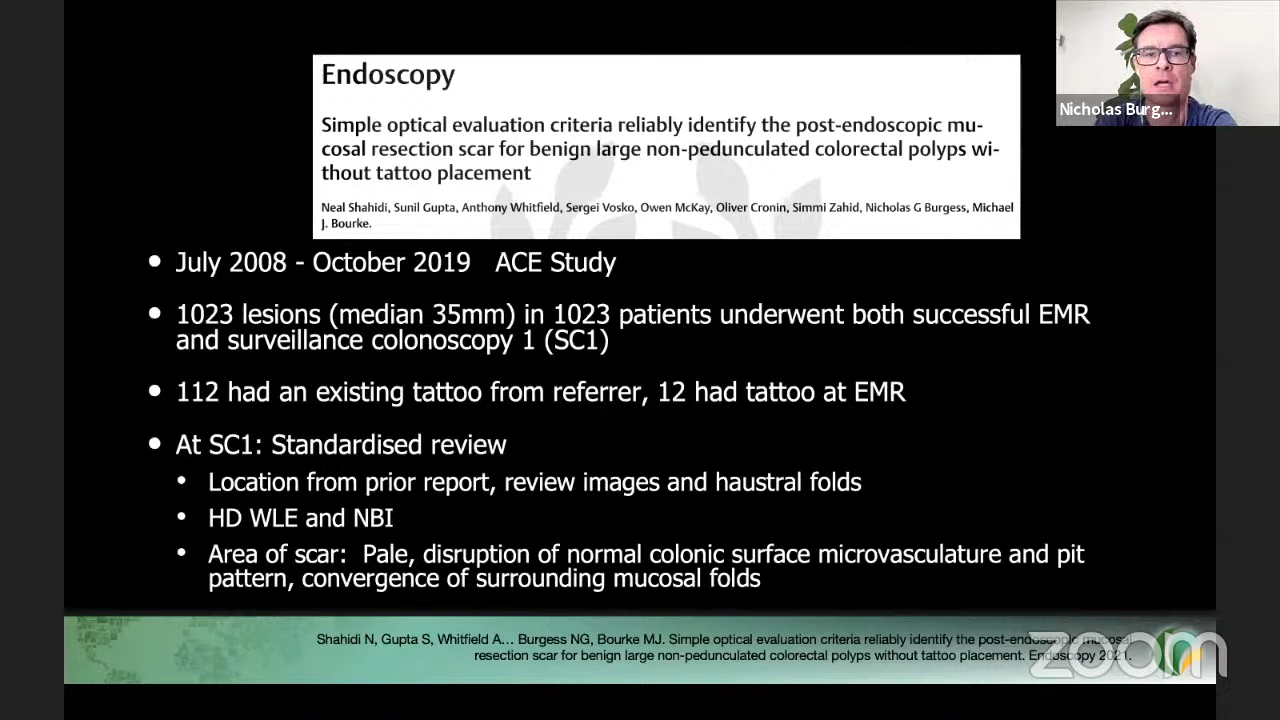 Endoscopy
Simple optical evaluation criteria reliably identify the post-endoscopic mu-
cosal resection scar for benign large non-pedunculated colorectal polyps wi-
thout tattoo placement
Neal Shahidi, Sunil Gupta, Anthony Whitfield, Sergei Vosko, Owen McKay, Oliver Cronin, Simmi Zahid, Nicholas G Burgess, Michael
J. Bourke.
Nicholas Burg...
• July 2008 - October 2019 ACE Study
• 1023 lesions (median 35mm) in 1023 patients underwent both successful EMR
and surveillance colonoscopy 1 (SC1)
• 112 had an existing tattoo from referrer, 12 had tattoo at EMR
• At SC1: Standardised review
• Location from prior report, review images and haustral folds
• HD WLE and NBI
• Area of scar: Pale, disruption of normal colonic surface microvasculature and pit
pattern, convergence of surrounding mucosal folds
Shahidi N, Gupta S, Whitfield A... Burgess NG, Bourke MJ. Simple optical evaluation criteria reliably identify the post-endoscopic mucosal
resection scar for benign large non-pedunculated colorectal polyps without tattoo placement. Endoscopy 2021.
zoom